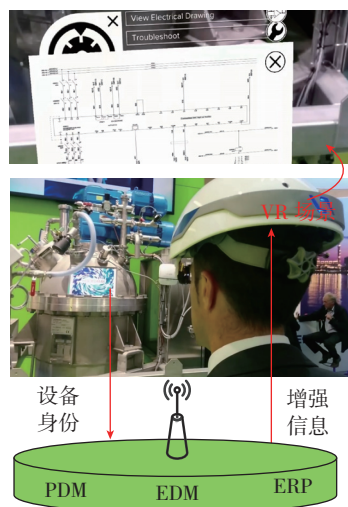 View Electrical Drawing
Troubleshoot
VR 场景
设备
身份
增强
信息
PDM
EDM
ERP